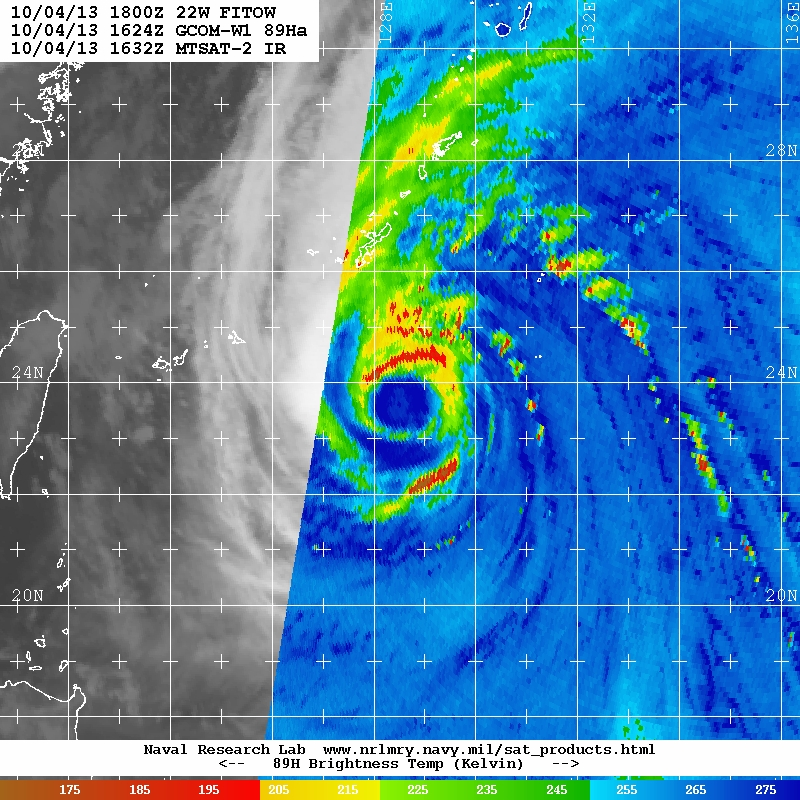 10/04/13 1800Z 22W FITOW
10/04/13 1624Z GCOM-W1 89Ha
10/04/13 1632Z MTSAT-2 IR
128E 132E 136E
28N 28N
24N 24N
20N 20N
Naval Research Lab www.nrlmry.navy.mil/sat_products.html
<-- 89H Brightness Temp (Kelvin) -->
175 185 195 205 215 225 235 245 255 265 275